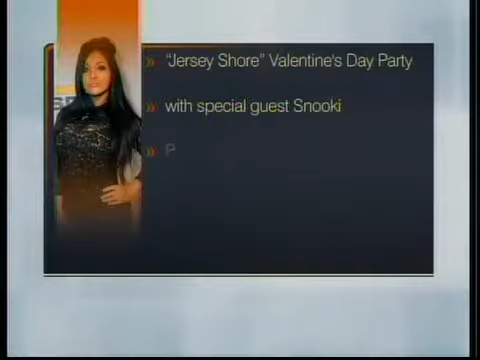 » “Jersey Shore” Valentine's Day Party
» with special guest Snooki
» P